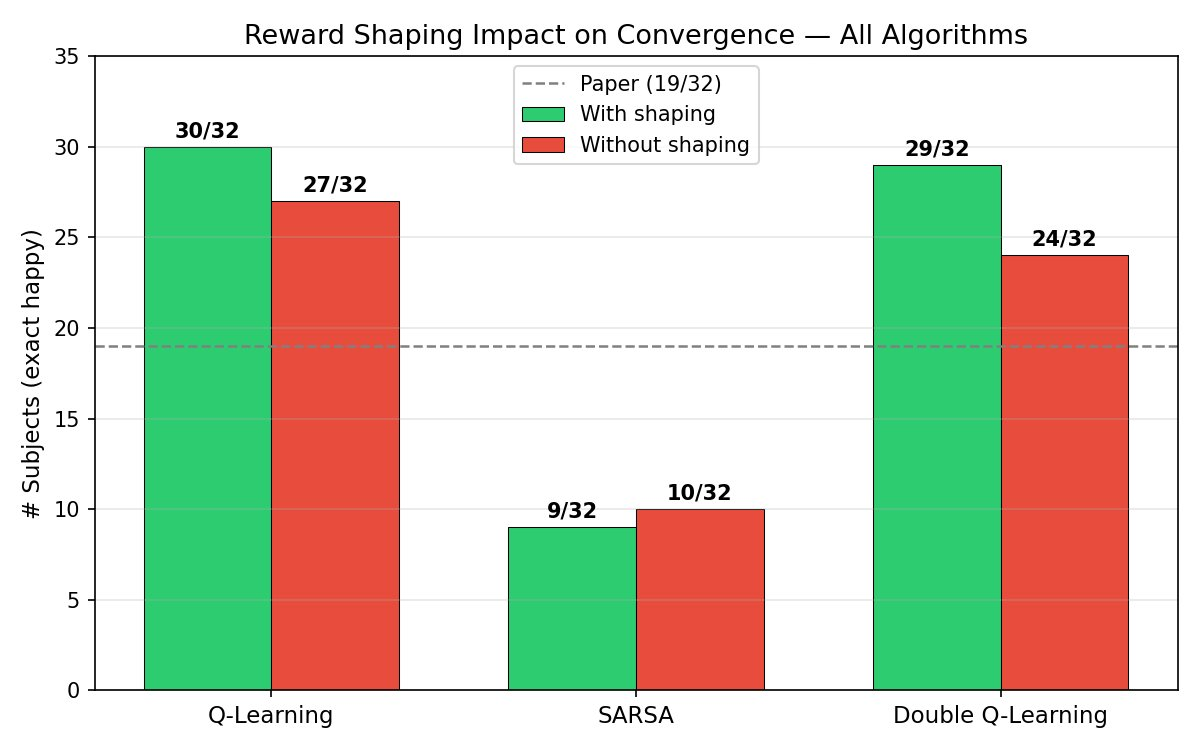 Reward Shaping Impact on Convergence — All Algorithms
35
30
25
20
15
10
5
0
# Subjects (exact happy)
Paper (19/32)
With shaping
Without shaping
30/32
27/32
9/32
10/32
29/32
24/32
Q-Learning
SARSA
Double Q-Learning